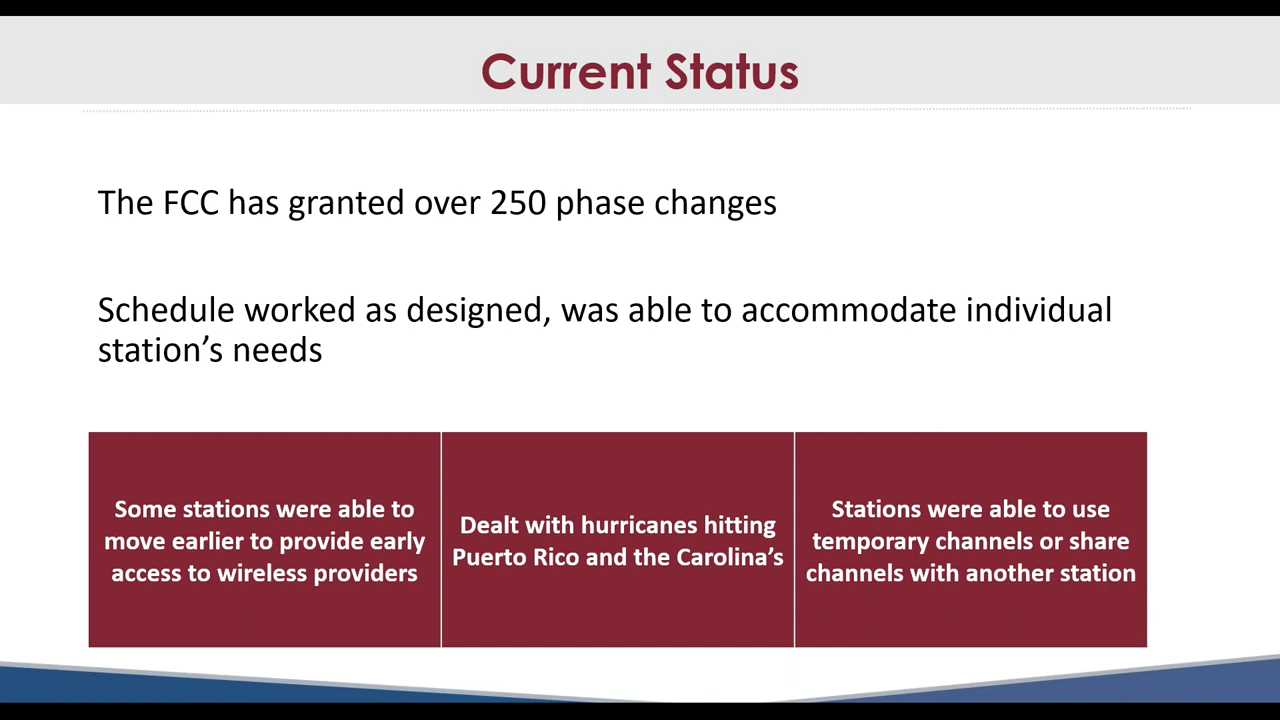 Current Status
The FCC has granted over 250 phase changes
Schedule worked as designed, was able to accommodate individual
station’s needs
Some stations were able to
move earlier to provide early
access to wireless providers
Dealt with hurricanes hitting
Puerto Rico and the Carolina’s
Stations were able to use
temporary channels or share
channels with another station